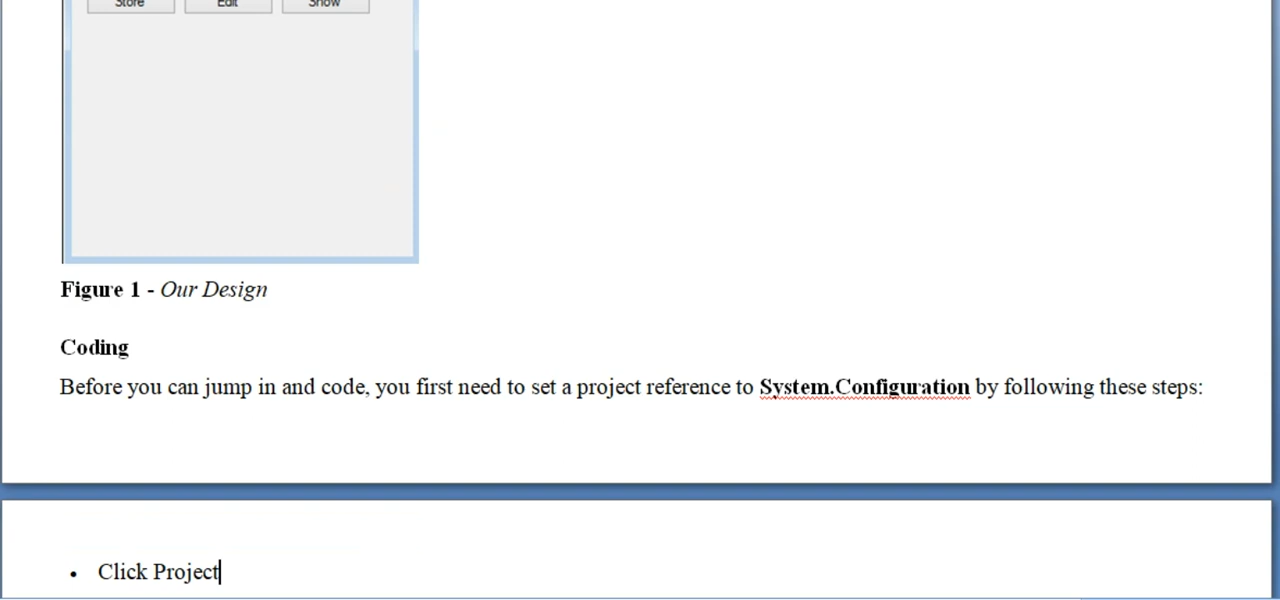 Store Edit Show
Figure 1 - Our Design
Coding
Before you can jump in and code, you first need to set a project reference to System.Configuration by following these steps:
• Click Project